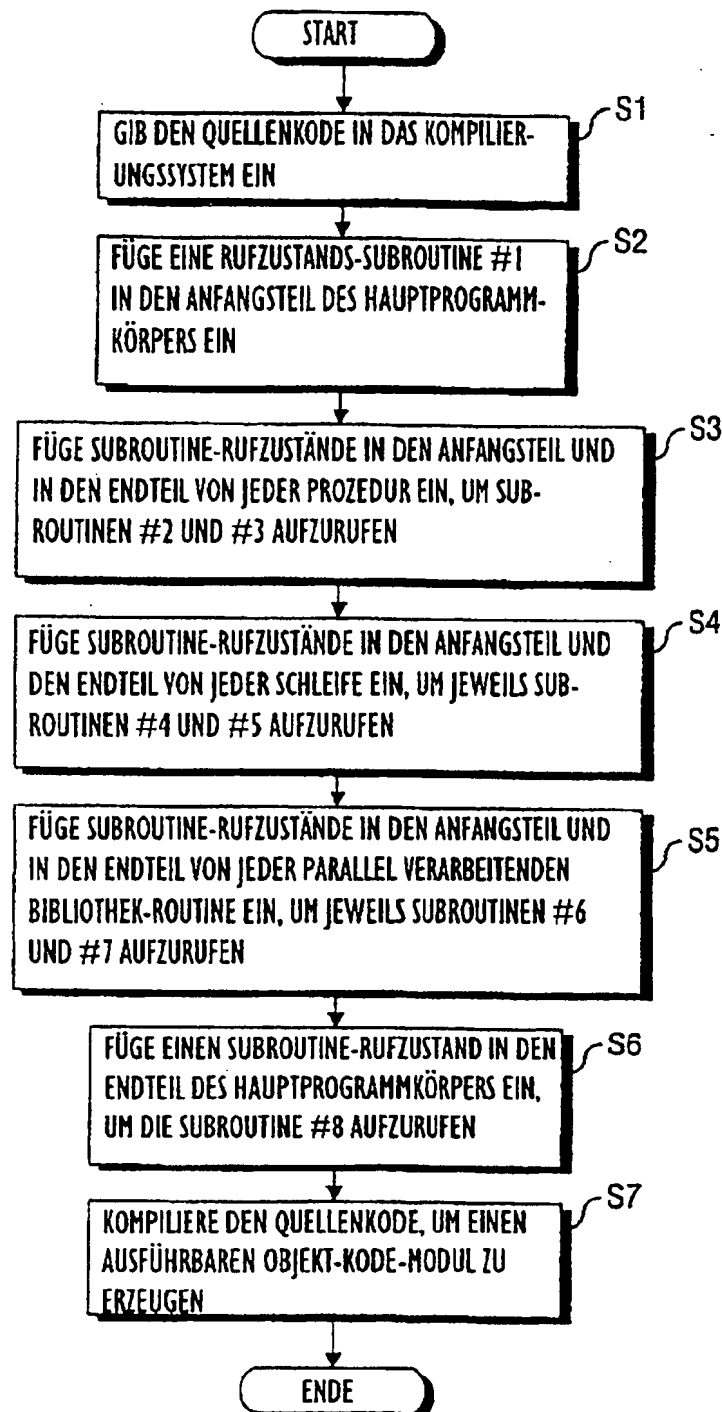 START
S1
GIB DEN QUELLENKODE IN DAS KOMPILIER-
UNGSSYSTEM EIN
S2
FÜGE EINE RUFZUSTANDS-SUBROUTINE #1
IN DEN ANFANGSTEIL DES HAUPTPROGRAMM-
KÖRPERS EIN
S3
FÜGE SUBROUTINE-RUFZUSTÄNDE IN DEN ANFANGSTEIL UND
IN DEN ENDTEIL VON JEDER PROZEDUR EIN, UM SUB-
ROUTINEN #2 UND #3 AUFZURUFEN
S4
FÜGE SUBROUTINE-RUFZUSTÄNDE IN DEN ANFANGSTEIL UND
DEN ENDTEIL VON JEDER SCHLEIFE EIN, UM JEWEILS SUB-
ROUTINEN #4 UND #5 AUFZURUFEN
S5
FÜGE SUBROUTINE-RUFZUSTÄNDE IN DEN ANFANGSTEIL UND
IN DEN ENDTEIL VON JEDER PARALLEL VERARBEITENDEN
BIBLIOTHEK-ROUTINE EIN, UM JEWEILS SUBROUTINEN #6
UND #7 AUFZURUFEN
S6
FÜGE EINEN SUBROUTINE-RUFZUSTAND IN DEN
ENDTEIL DES HAUPTPROGRAMMKÖRPERS EIN,
UM DIE SUBROUTINE #8 AUFZURUFEN
S7
KOMPILIERE DEN QUELLENKODE, UM EINEN
AUSFÜHRBAREN OBJEKT-KODE-MODUL ZU
ERZEUGEN
ENDE